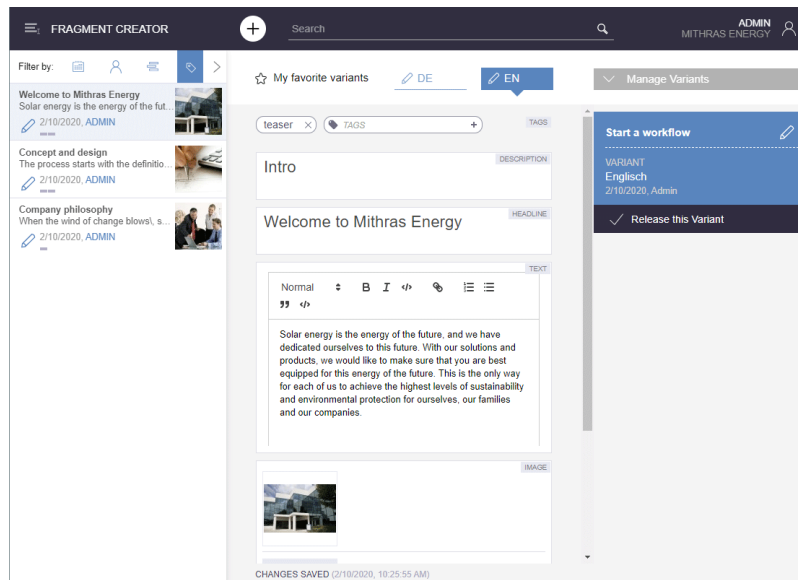 FRAGMENT CREATOR
Search
ADMIN
MITHRAS ENERGY
Filter by:
Welcome to Mithras Energy
Solar energy is the energy of the fut...
2/10/2020, ADMIN
Concept and design
The process starts with the definitio...
2/10/2020, ADMIN
Company philosophy
When the wind of change blows\, s...
2/10/2020, ADMIN
My favorite variants
DE
EN
teaser
TAGS
TAGS
DESCRIPTION
Intro
HEADLINE
Welcome to Mithras Energy
TEXT
Normal
Solar energy is the energy of the future, and we have
dedicated ourselves to this future. With our solutions and
products, we would like to make sure that you are best
equipped for this energy of the future. This is the only way
for each of us to achieve the highest levels of sustainability
and environmental protection for ourselves, our families
and our companies.
IMAGE
CHANGES SAVED (2/10/2020, 10:25:55 AM)
Manage Variants
Start a workflow
VARIANT
Englisch
2/10/2020, Admin
Release this Variant